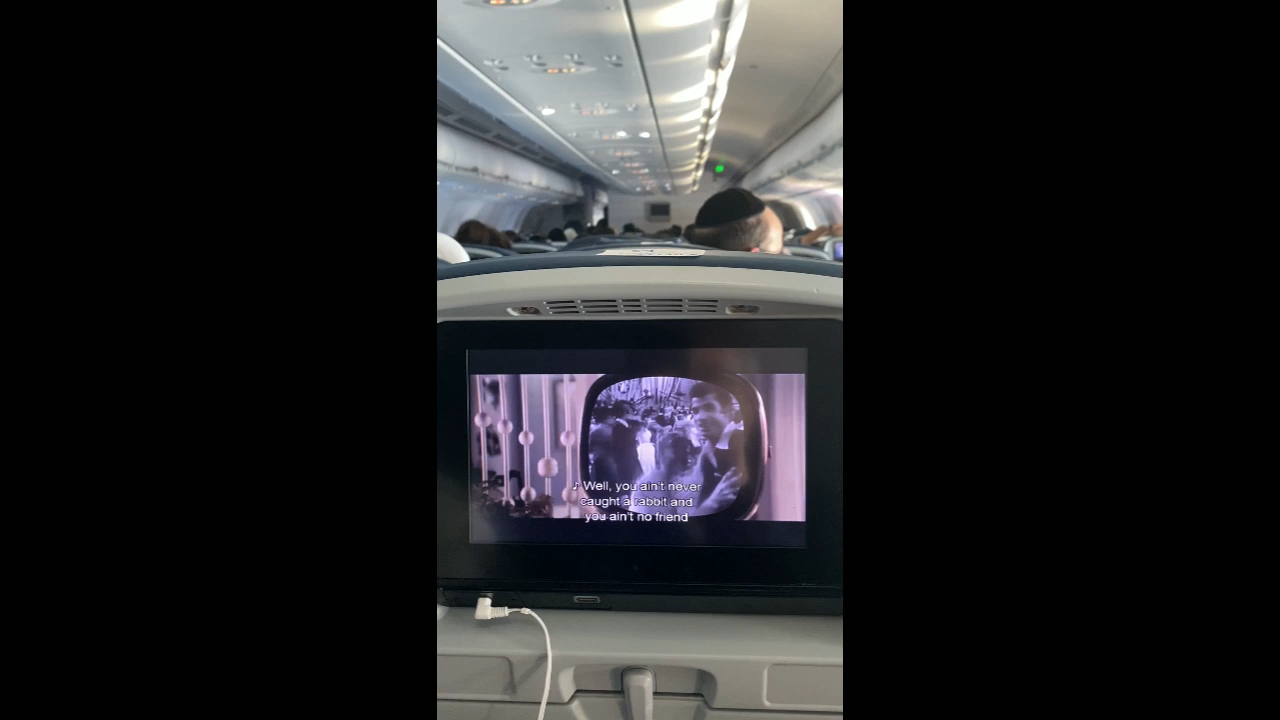 ♪ Well, you ain't never
caught a rabbit and
you ain't no friend